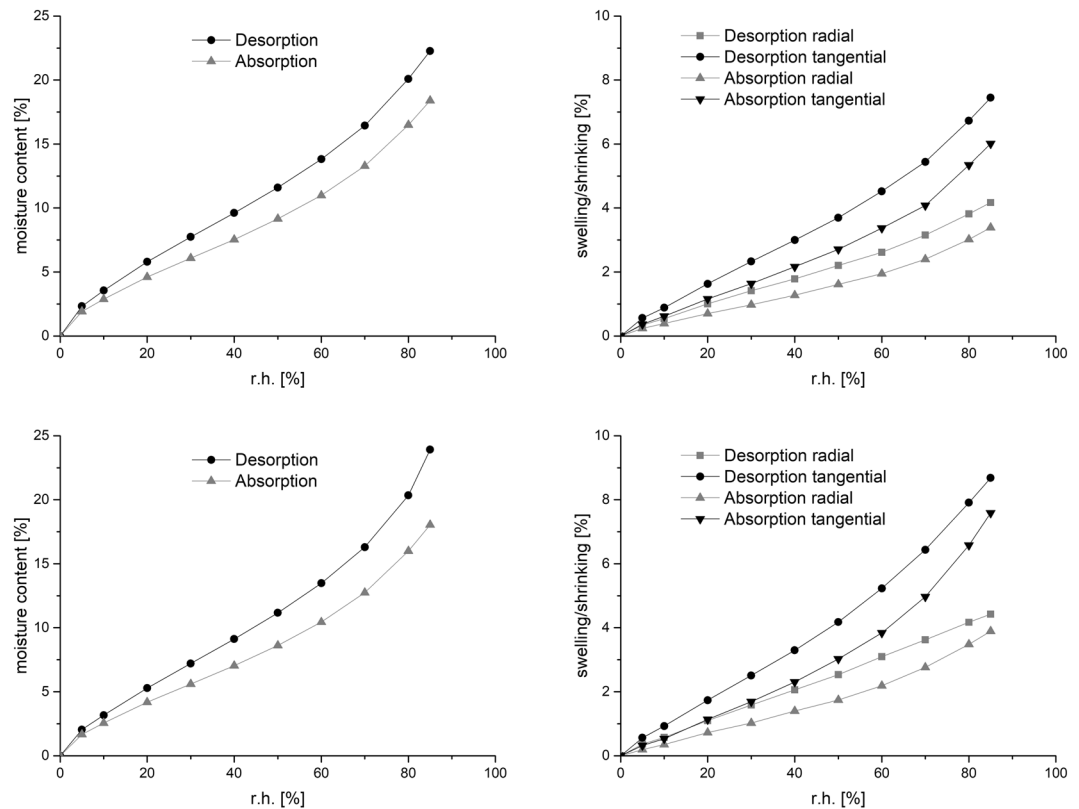 25
20
15
10
5
0
moisture content [%]
Desorption
Absorption
0 20 40 60 80 100
r.h. [%]
10
8
6
4
2
0
swelling/shrinking [%]
Desorption radial
Desorption tangential
Absorption radial
Absorption tangential
0 20 40 60 80 100
r.h. [%]
25
20
15
10
5
0
moisture content [%]
Desorption
Absorption
0 20 40 60 80 100
r.h. [%]
10
8
6
4
2
0
swelling/shrinking [%]
Desorption radial
Desorption tangential
Absorption radial
Absorption tangential
0 20 40 60 80 100
r.h. [%]